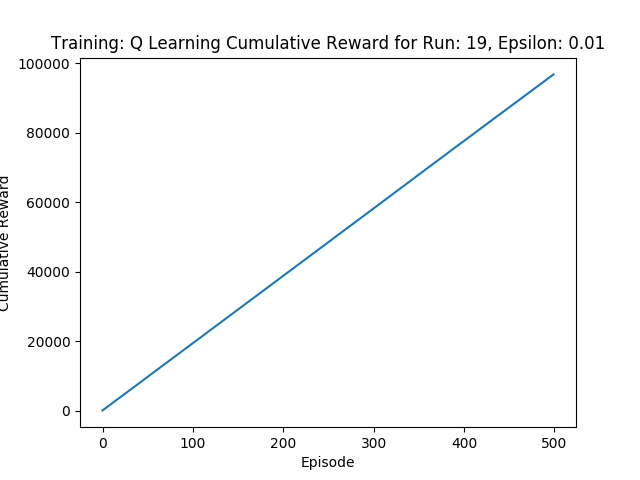 Training: Q Learning Cumulative Reward for Run: 19, Epsilon: 0.01
100000
80000
60000
40000
20000
0
Cumulative Reward
0 100 200 300 400 500
Episode